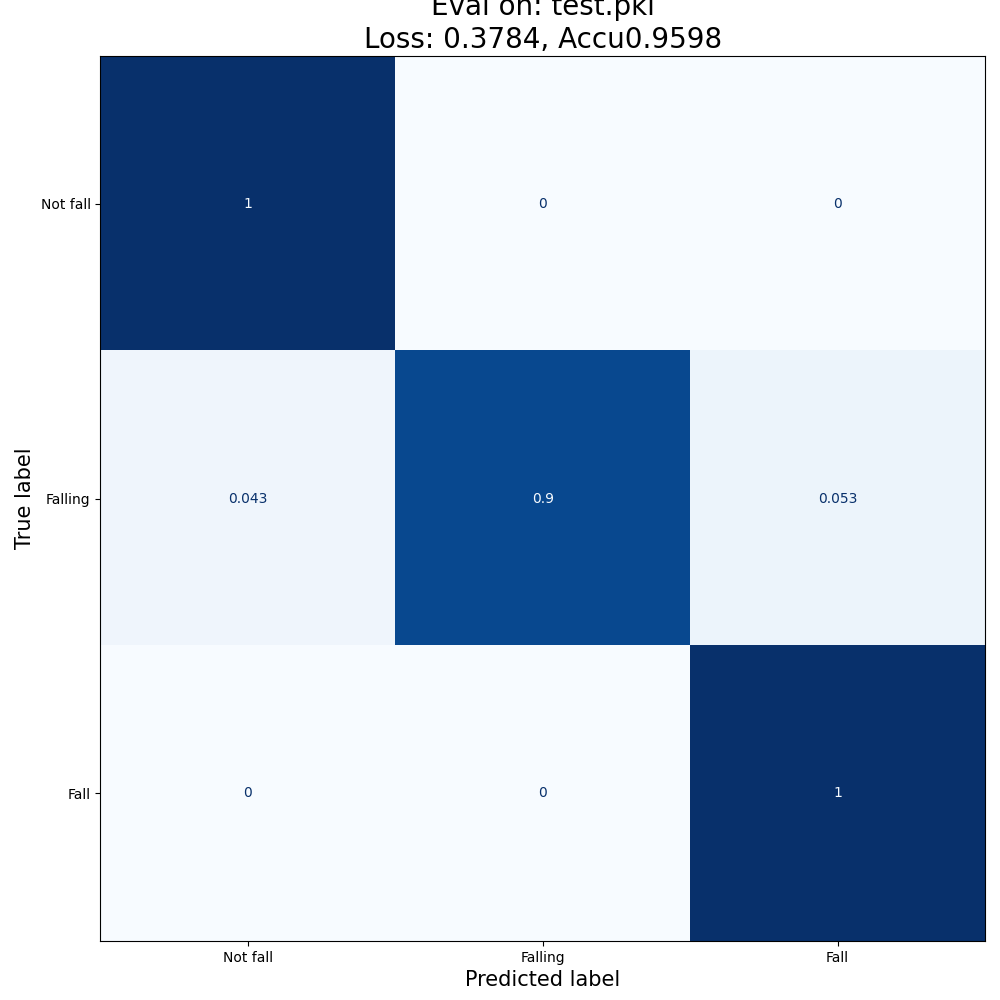 Eval on: test.pkl
Loss: 0.3784, Accu0.9598
Not fall
1
0
0
Falling
0.043
0.9
0.053
Fall
0
0
1
True label
Not fall
Falling
Fall
Predicted label